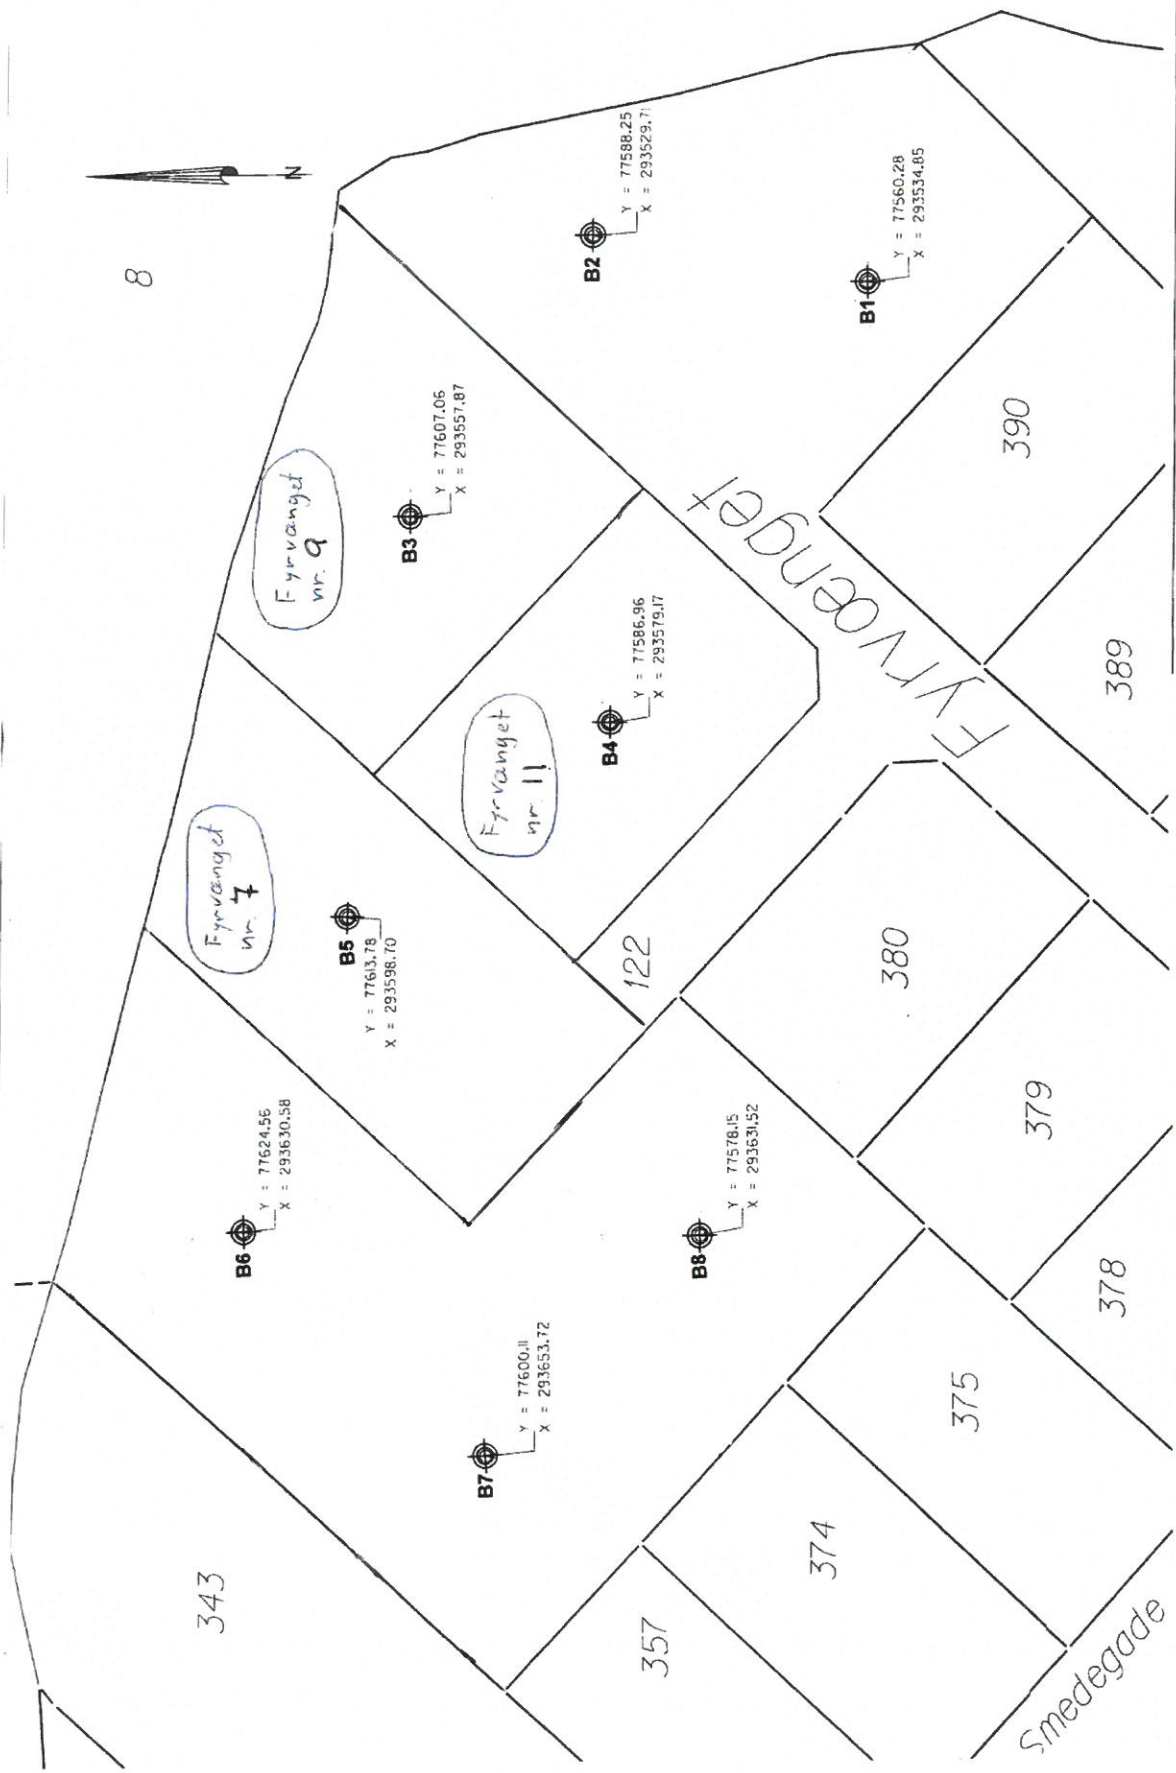 8
N
B2
Y = 77588.25
X = 293529.71
B1
Y = 77560.28
X = 293534.85
Fyrvænget
nr. 9
B3
Y = 77607.06
X = 293557.87
390
Fyrvænget
389
Fyrvænget
nr. 11
B4
Y = 77586.96
X = 293579.17
Fyrvænget
nr. 7
B5
Y = 77613.78
X = 293598.70
122
380
379
378
B6
Y = 77624.56
X = 293630.58
B8
Y = 77578.15
X = 293631.52
B7
Y = 77600.11
X = 293653.72
375
374
343
357
Smedegade